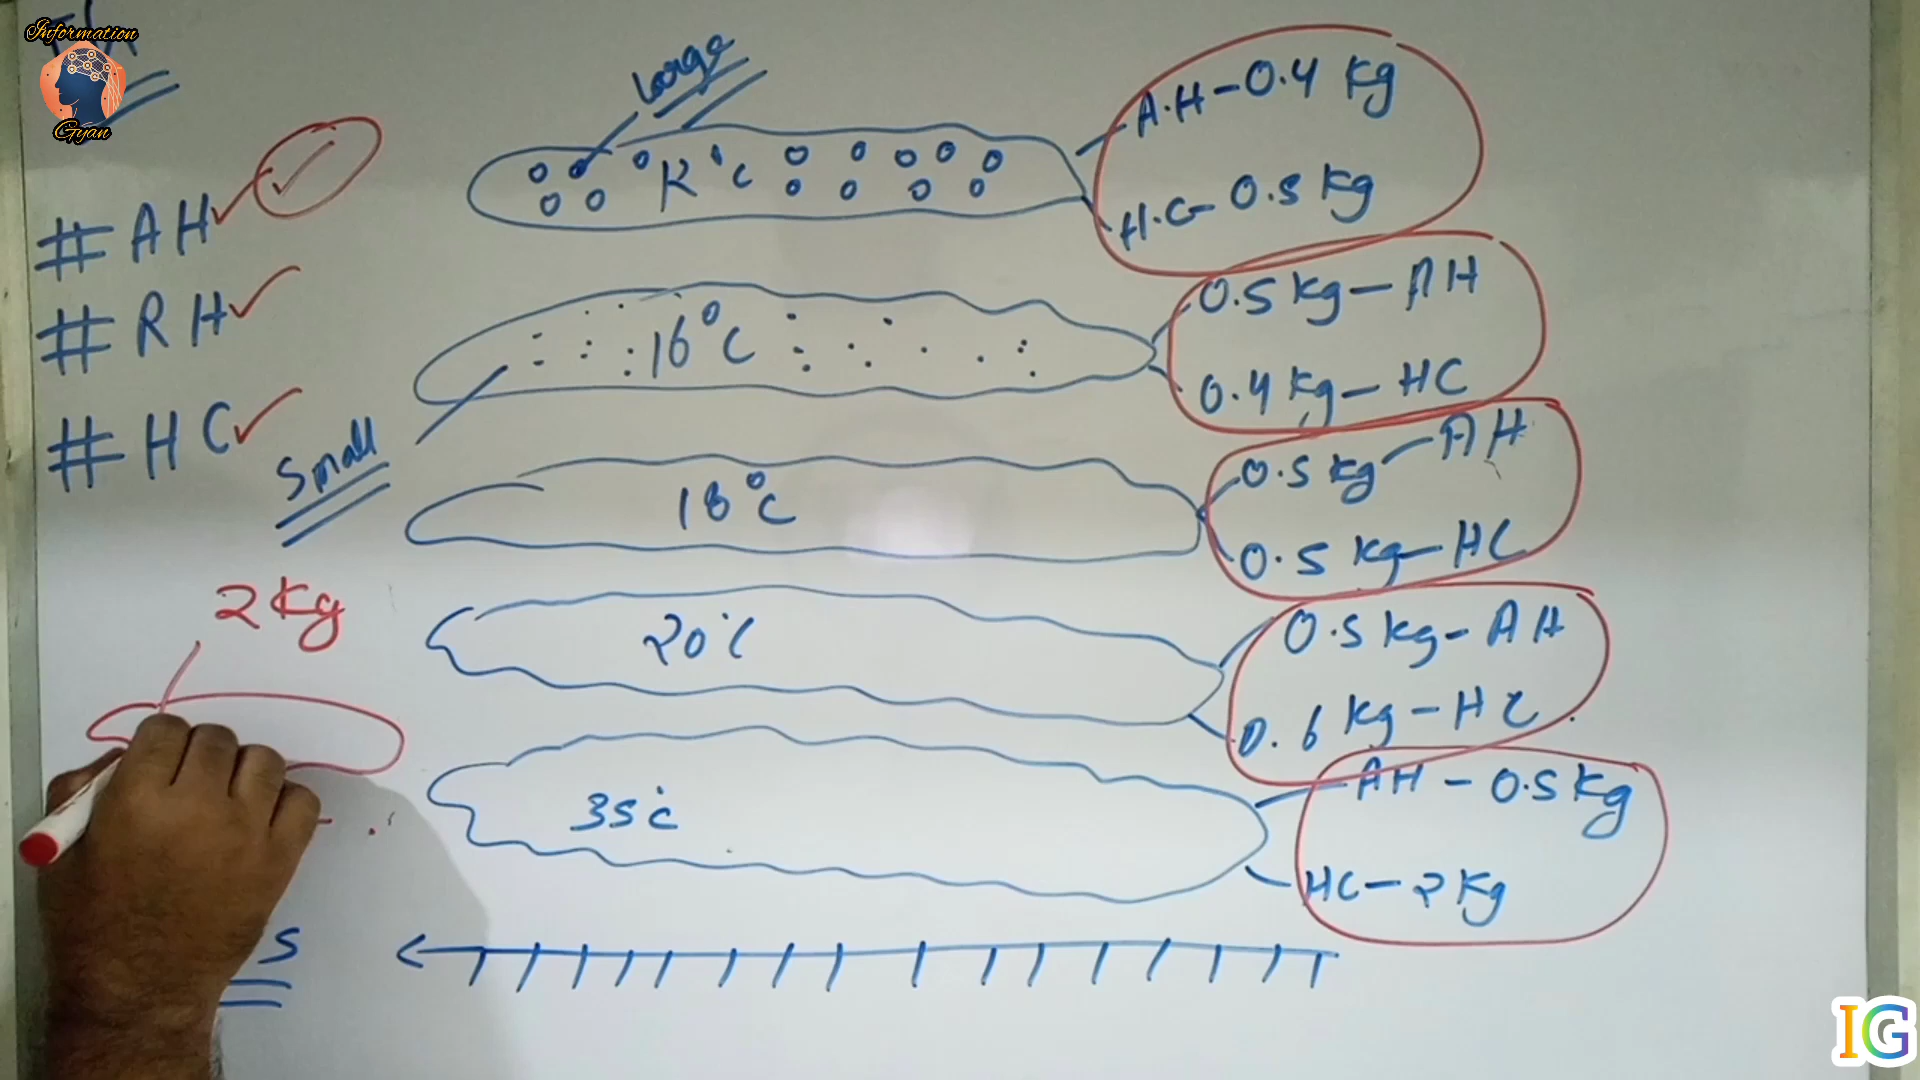 Information
Gyan
# AH
# RH
# HC
Large
Small
12°C
A.H-0.4 Kg
H.C-0.5 Kg
16°C
0.5 Kg-AH
0.4 Kg-HC
18°C
0.5 Kg-AH
0.5 Kg-HC
2 Kg
20°C
0.5 Kg-AH
0.6 Kg-HC
35°C
AH-0.5 Kg
HC-2 Kg
S
IG